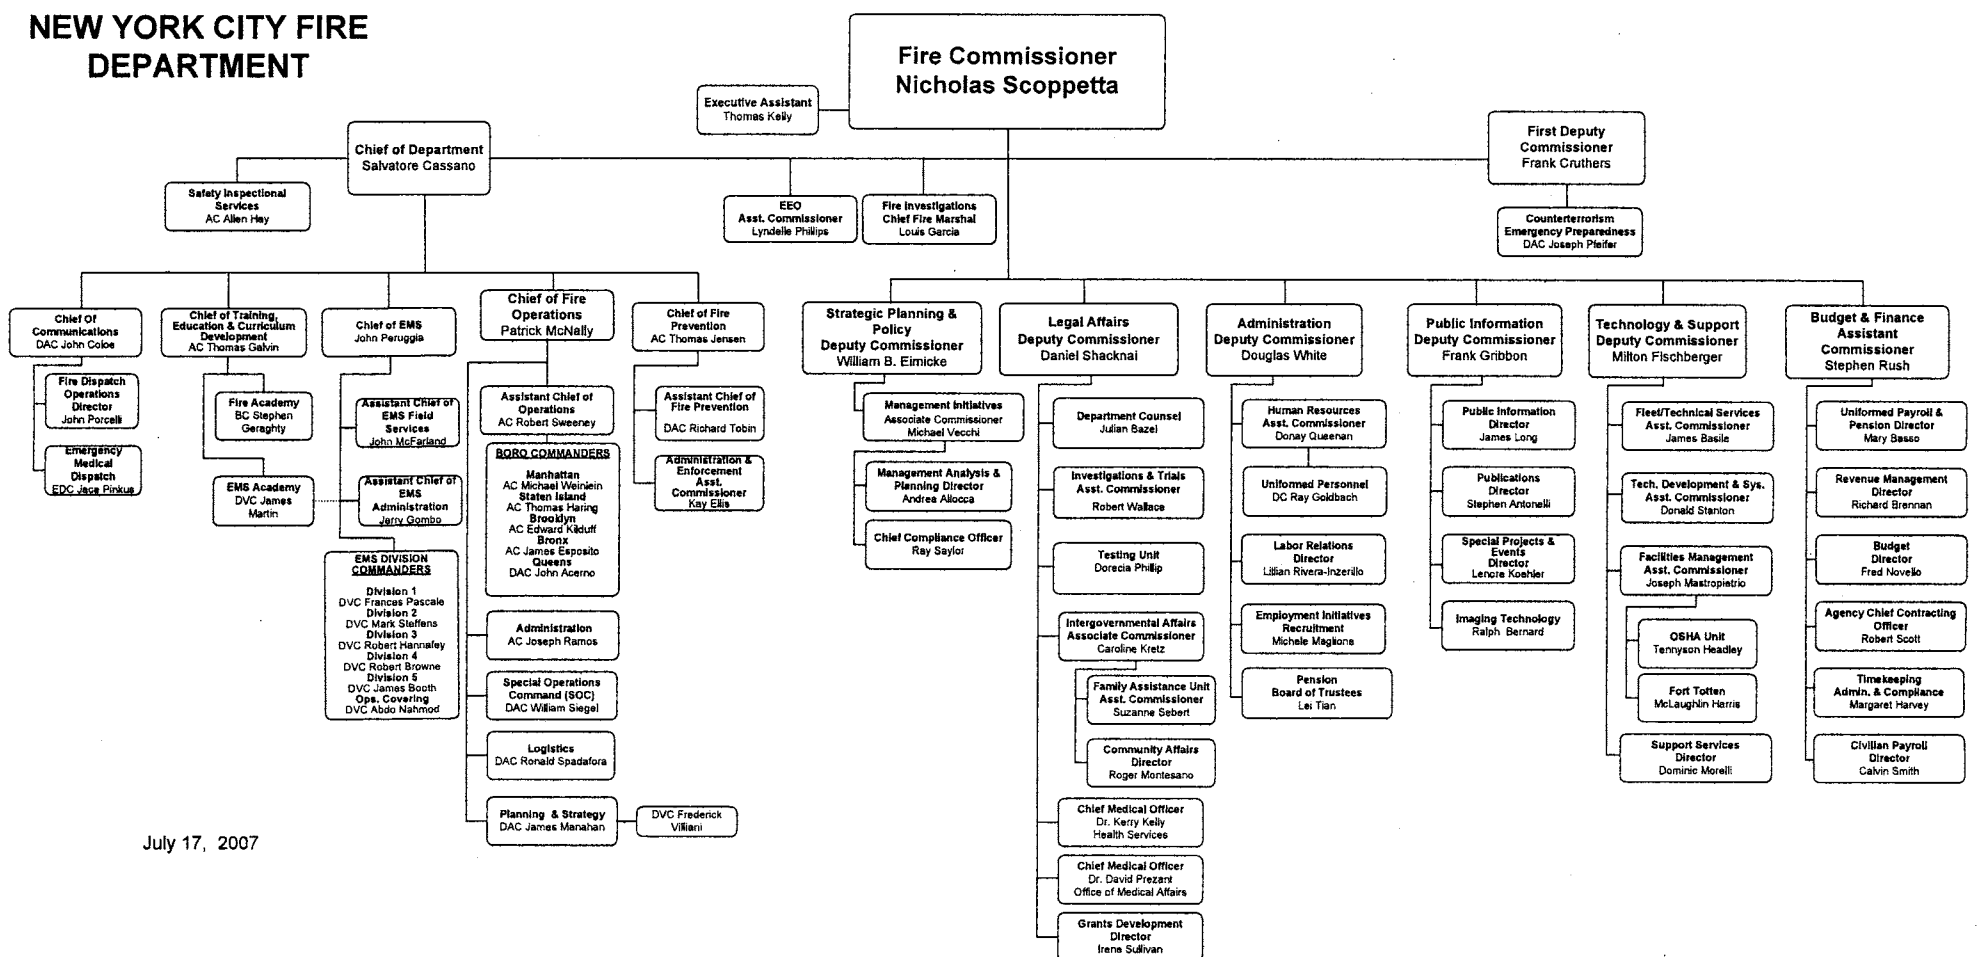 NEW YORK CITY FIRE
DEPARTMENT
Fire Commissioner
Nicholas Scoppetta
Executive Assistant
Thomas Kelly
Chief of Department
Salvatore Cassano
First Deputy
Commissioner
Frank Cruthers
Safety Inspectional
Services
AC Allen Hay
EEO
Asst. Commissioner
Lyndelle Phillips
Fire Investigations
Chief Fire Marshal
Louis Garcia
Counterterrorism
Emergency Preparedness
DAC Joseph Pfeifer
Chief Of
Communications
DAC John Coloe
Fire Dispatch
Operations
Director
John Porcelli
Emergency
Medical
Dispatch
EDC Jace Pinkus
Chief of Training,
Education & Curriculum
Development
AC Thomas Galvin
Fire Academy
BC Stephen
Geraghty
EMS Academy
DVC James
Martin
Chief of EMS
John Peruggia
Assistant Chief of
EMS Field
Services
John McFarland
Assistant Chief of
EMS
Administration
Jerry Gombo
EMS DIVISION
COMMANDERS
Division 1
DVC Frances Pascale
Division 2
DVC Mark Steffens
Division 3
DVC Robert Hannafey
Division 4
DVC Robert Browne
Division 5
DVC James Booth
Ops. Covering
DVC Abdo Nahmod
Chief of Fire
Operations
Patrick McNally
Assistant Chief of
Operations
AC Robert Sweeney
BORO COMMANDERS
Manhattan
AC Michael Weinlein
Staten Island
AC Thomas Haring
Brooklyn
AC Edward Kilduff
Bronx
AC James Esposito
Queens
DAC John Acerno
Administration
AC Joseph Ramos
Special Operations
Command (SOC)
DAC William Siegel
Logistics
DAC Ronald Spadafora
Planning & Strategy
DAC James Manahan
DVC Frederick
Villiani
Chief of Fire
Prevention
AC Thomas Jensen
Assistant Chief of
Fire Prevention
DAC Richard Tobin
Administration &
Enforcement
Asst.
Commissioner
Kay Ellis
Strategic Planning &
Policy
Deputy Commissioner
William B. Eimicke
Management Initiatives
Associate Commissioner
Michael Vecchi
Management Analysis &
Planning Director
Andrea Allocca
Chief Compliance Officer
Ray Saylor
Legal Affairs
Deputy Commissioner
Daniel Shacknai
Department Counsel
Julian Bazel
Investigations & Trials
Asst. Commissioner
Robert Wallace
Testing Unit
Dorecia Phillip
Intergovernmental Affairs
Associate Commissioner
Caroline Kretz
Family Assistance Unit
Asst. Commissioner
Suzanne Sebert
Community Affairs
Director
Roger Montesano
Chief Medical Officer
Dr. Kerry Kelly
Health Services
Chief Medical Officer
Dr. David Prezant
Office of Medical Affairs
Grants Development
Director
Irene Sullivan
Administration
Deputy Commissioner
Douglas White
Human Resources
Asst. Commissioner
Donay Queenan
Uniformed Personnel
DC Ray Goldbach
Labor Relations
Director
Lillian Rivera-Inzerillo
Employment Initiatives
Recruitment
Michele Maglione
Pension
Board of Trustees
Lei Tian
Public Information
Deputy Commissioner
Frank Gribbon
Public Information
Director
James Long
Publications
Director
Stephen Antonelli
Special Projects &
Events
Director
Lenore Koehler
Imaging Technology
Ralph Bernard
Technology & Support
Deputy Commissioner
Milton Fischberger
Fleet/Technical Services
Asst. Commissioner
James Basile
Tech. Development & Sys.
Asst. Commissioner
Donald Stanton
Facilities Management
Asst. Commissioner
Joseph Mastropietrio
OSHA Unit
Tennyson Headley
Fort Totten
McLaughlin Harris
Support Services
Director
Dominic Morelli
Budget & Finance
Assistant
Commissioner
Stephen Rush
Uniformed Payroll &
Pension Director
Mary Basso
Revenue Management
Director
Richard Brennan
Budget
Director
Fred Novello
Agency Chief Contracting
Officer
Robert Scott
Timekeeping
Admin. & Compliance
Margaret Harvey
Civilian Payroll
Director
Calvin Smith
July 17, 2007